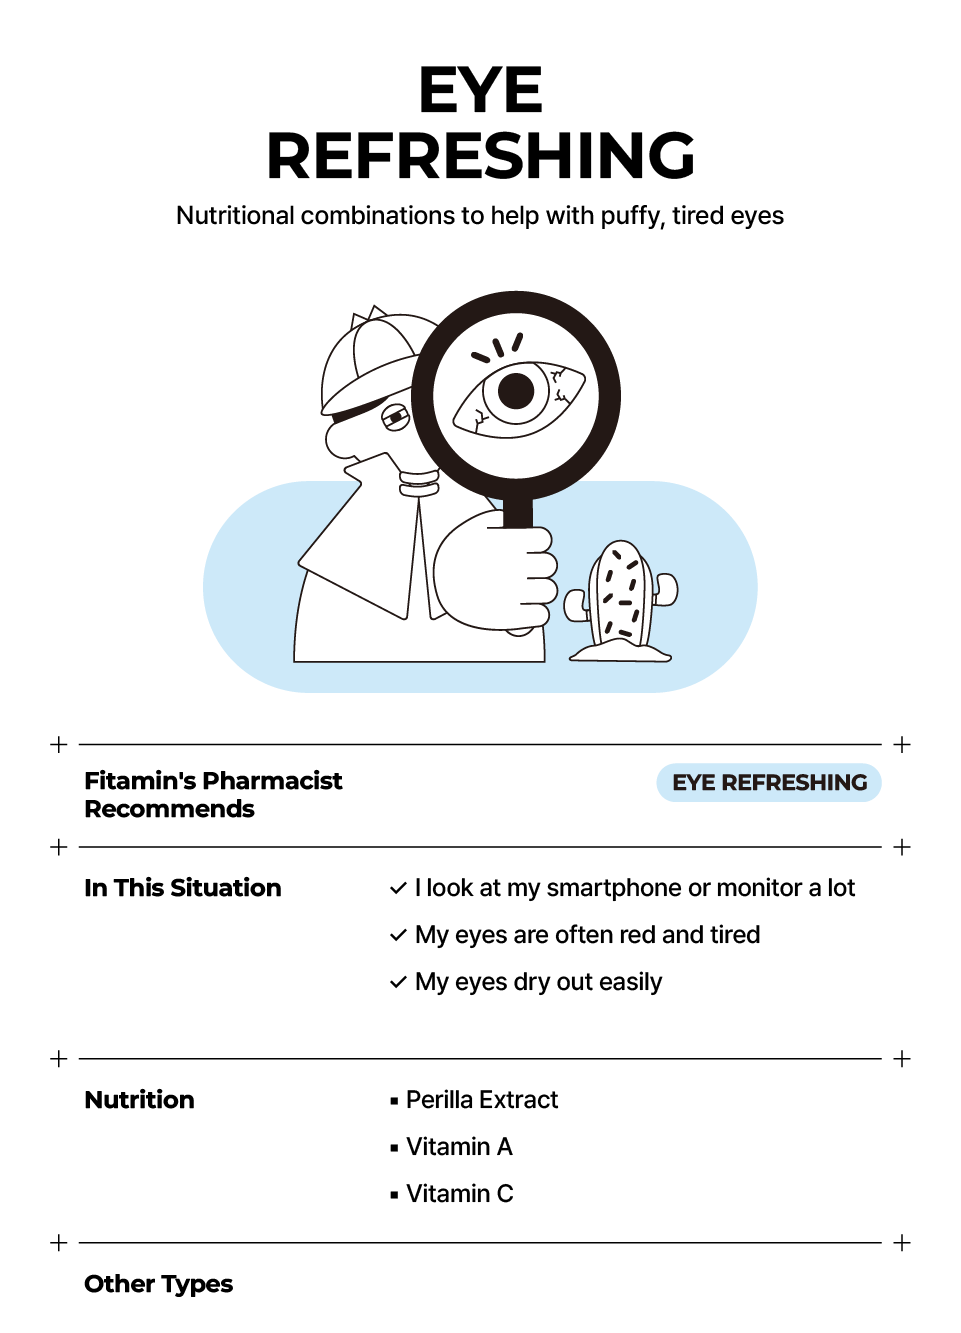 EYE
REFRESHING
Nutritional combinations to help with puffy, tired eyes
Fitamin's Pharmacist
Recommends
EYE REFRESHING
In This Situation
✓ I look at my smartphone or monitor a lot
✓ My eyes are often red and tired
✓ My eyes dry out easily
Nutrition
▪ Perilla Extract
▪ Vitamin A
▪ Vitamin C
Other Types